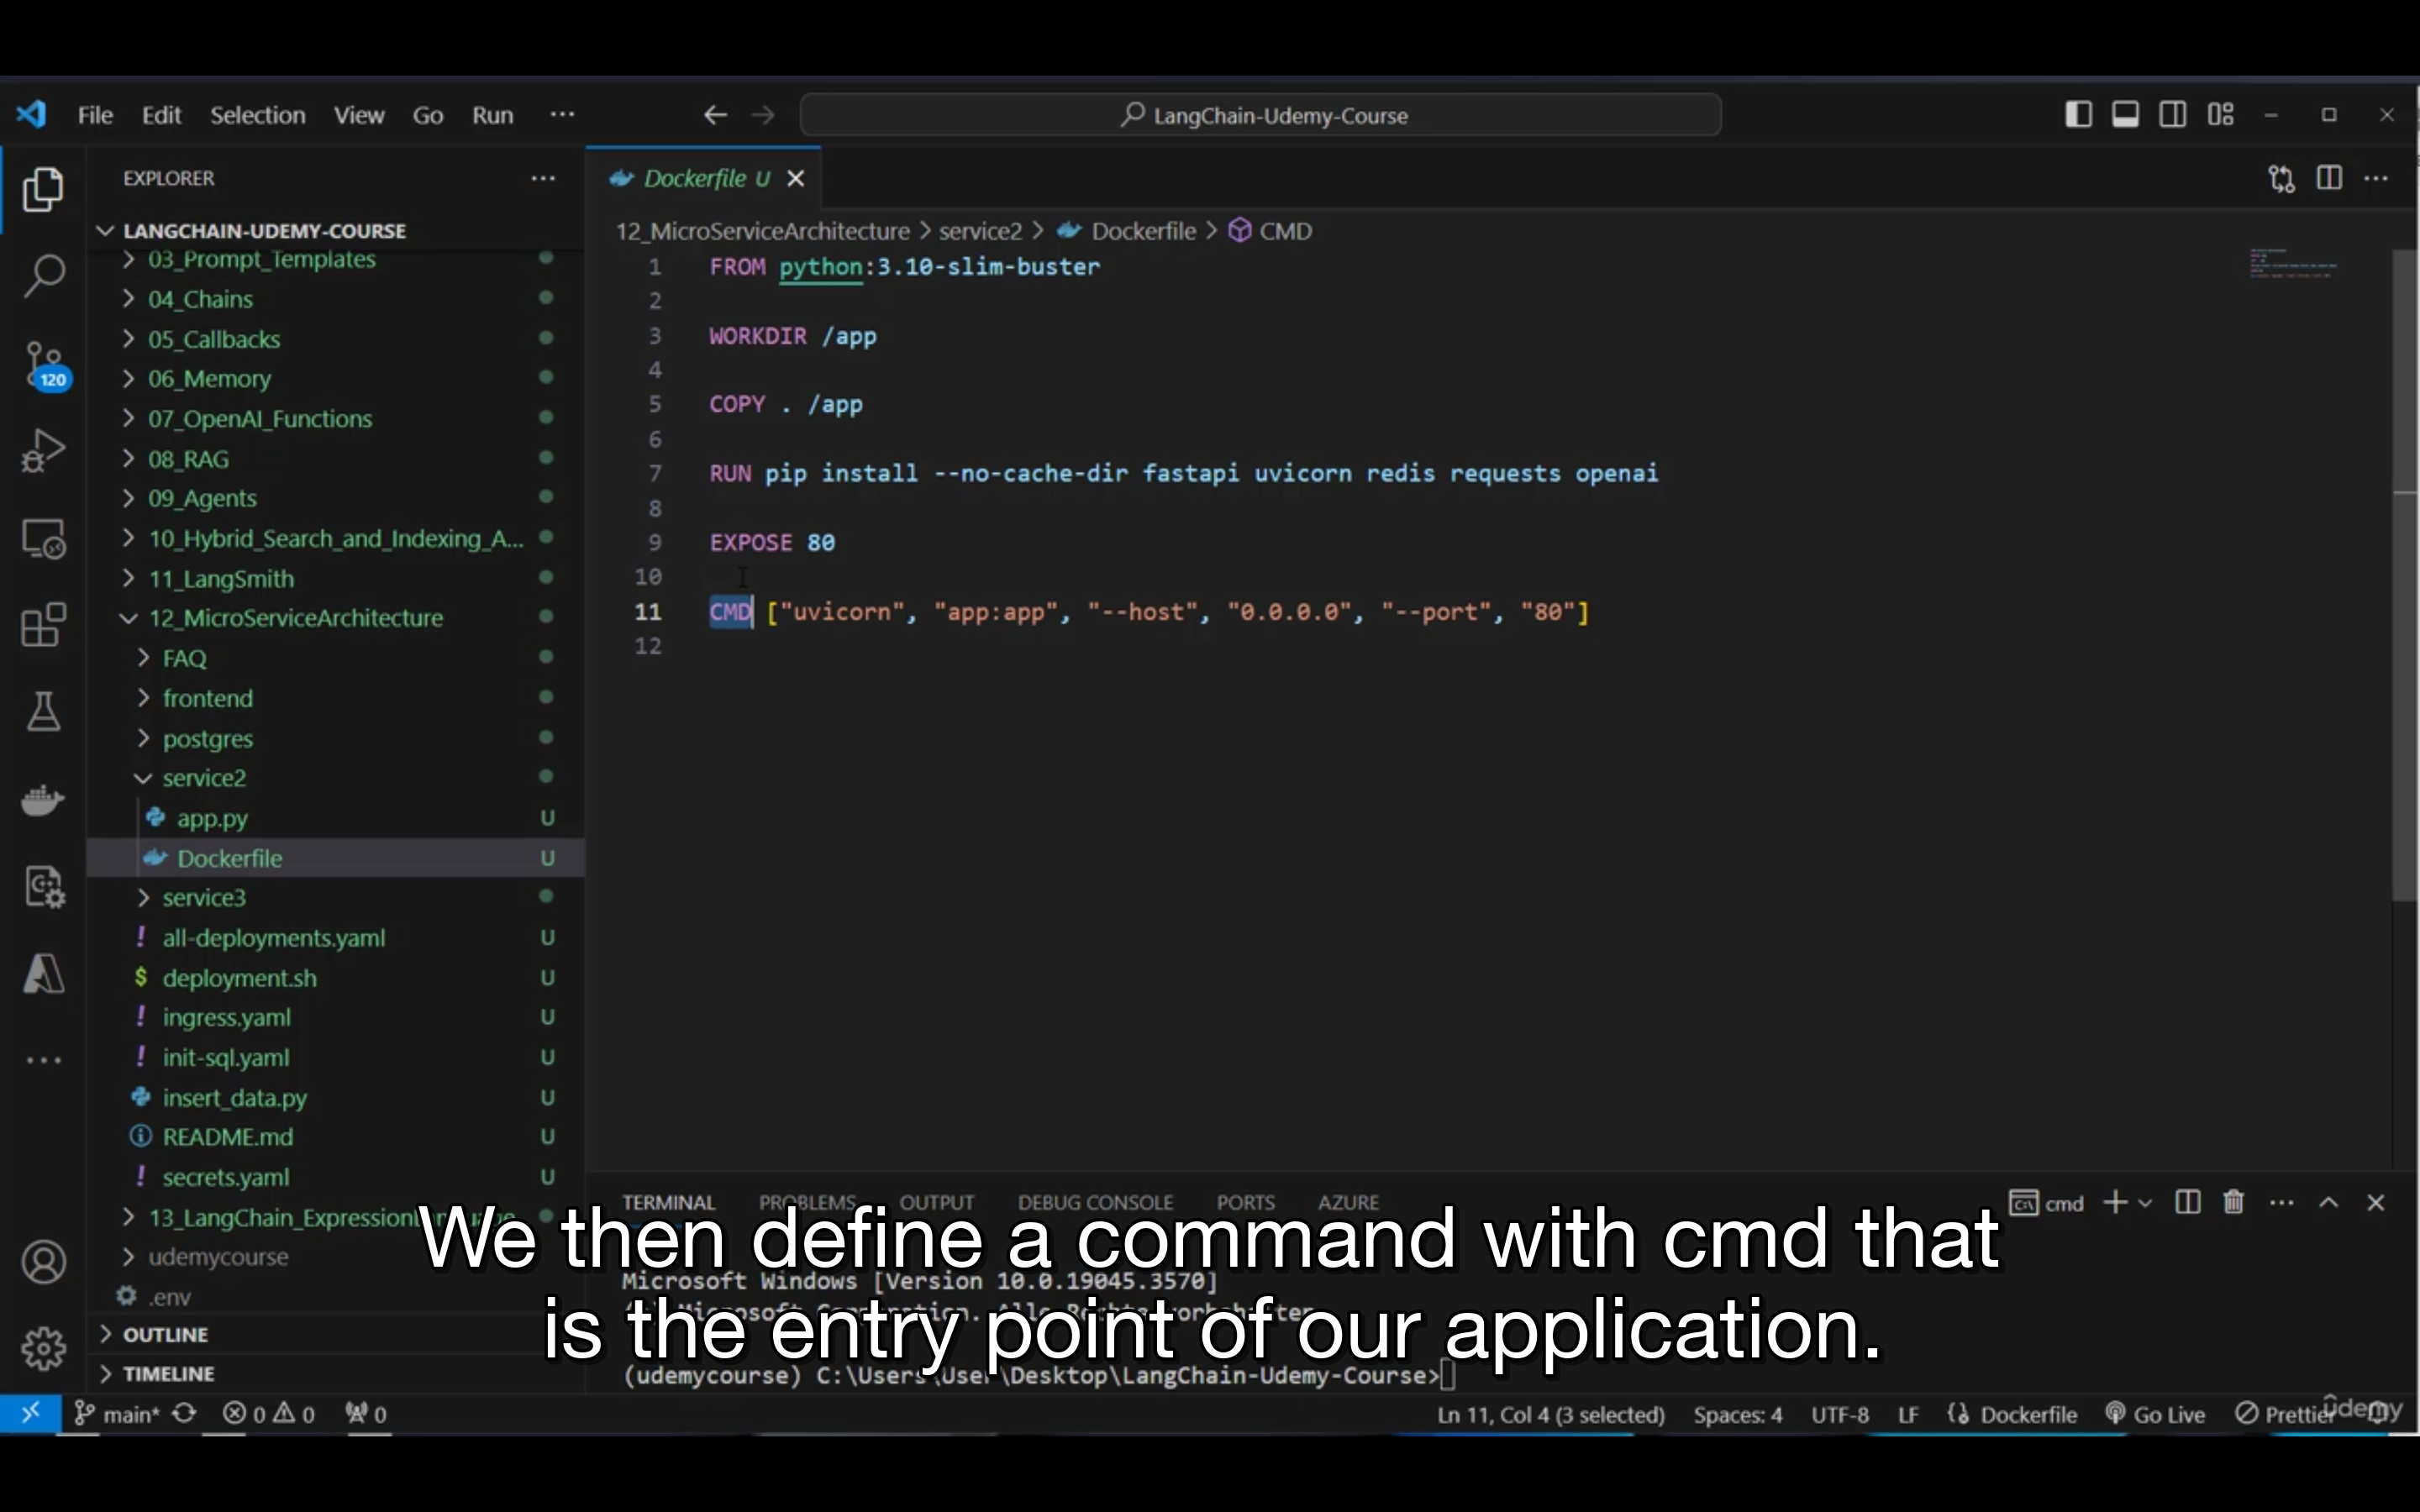 File Edit Selection View Go Run ··· LangChain-Udemy-Course
EXPLORER ···
LANGCHAIN-UDEMY-COURSE
03_Prompt_Templates
04_Chains
05_Callbacks
06_Memory
07_OpenAI_Functions
08_RAG
09_Agents
10_Hybrid_Search_and_Indexing_A...
11_LangSmith
12_MicroServiceArchitecture
FAQ
frontend
postgres
service2
app.py U
Dockerfile U
service3
all-deployments.yaml U
deployment.sh U
ingress.yaml U
init-sql.yaml U
insert_data.py U
README.md U
secrets.yaml U
13_LangChain_Expression
udemycourse
.env
OUTLINE
TIMELINE
120
Dockerfile U
12_MicroServiceArchitecture > service2 > Dockerfile > CMD
1 FROM python:3.10-slim-buster
2
3 WORKDIR /app
4
5 COPY . /app
6
7 RUN pip install --no-cache-dir fastapi uvicorn redis requests openai
8
9 EXPOSE 80
10
11 CMD ["uvicorn", "app:app", "--host", "0.0.0.0", "--port", "80"]
12
TERMINAL PROBLEMS OUTPUT DEBUG CONSOLE PORTS AZURE cmd
Microsoft Windows [Version 10.0.19045.3570]
Microsoft Corporation. Alle Rechte vorbehalten
(udemycourse) C:\Users\User\Desktop\LangChain-Udemy-Course>
We then define a command with cmd that
is the entry point of our application.
main* 0 0 0 Ln 11, Col 4 (3 selected) Spaces: 4 UTF-8 LF Dockerfile Go Live Prettier
ûdemy